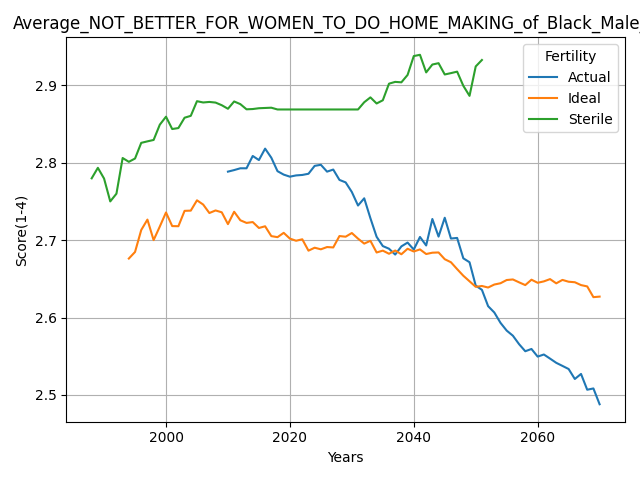 Average_NOT_BETTER_FOR_WOMEN_TO_DO_HOME_MAKING_of_Black_Male_
Fertility
Actual
Ideal
Sterile
Score(1-4)
2.9
2.8
2.7
2.6
2.5
2000
2020
2040
2060
Years